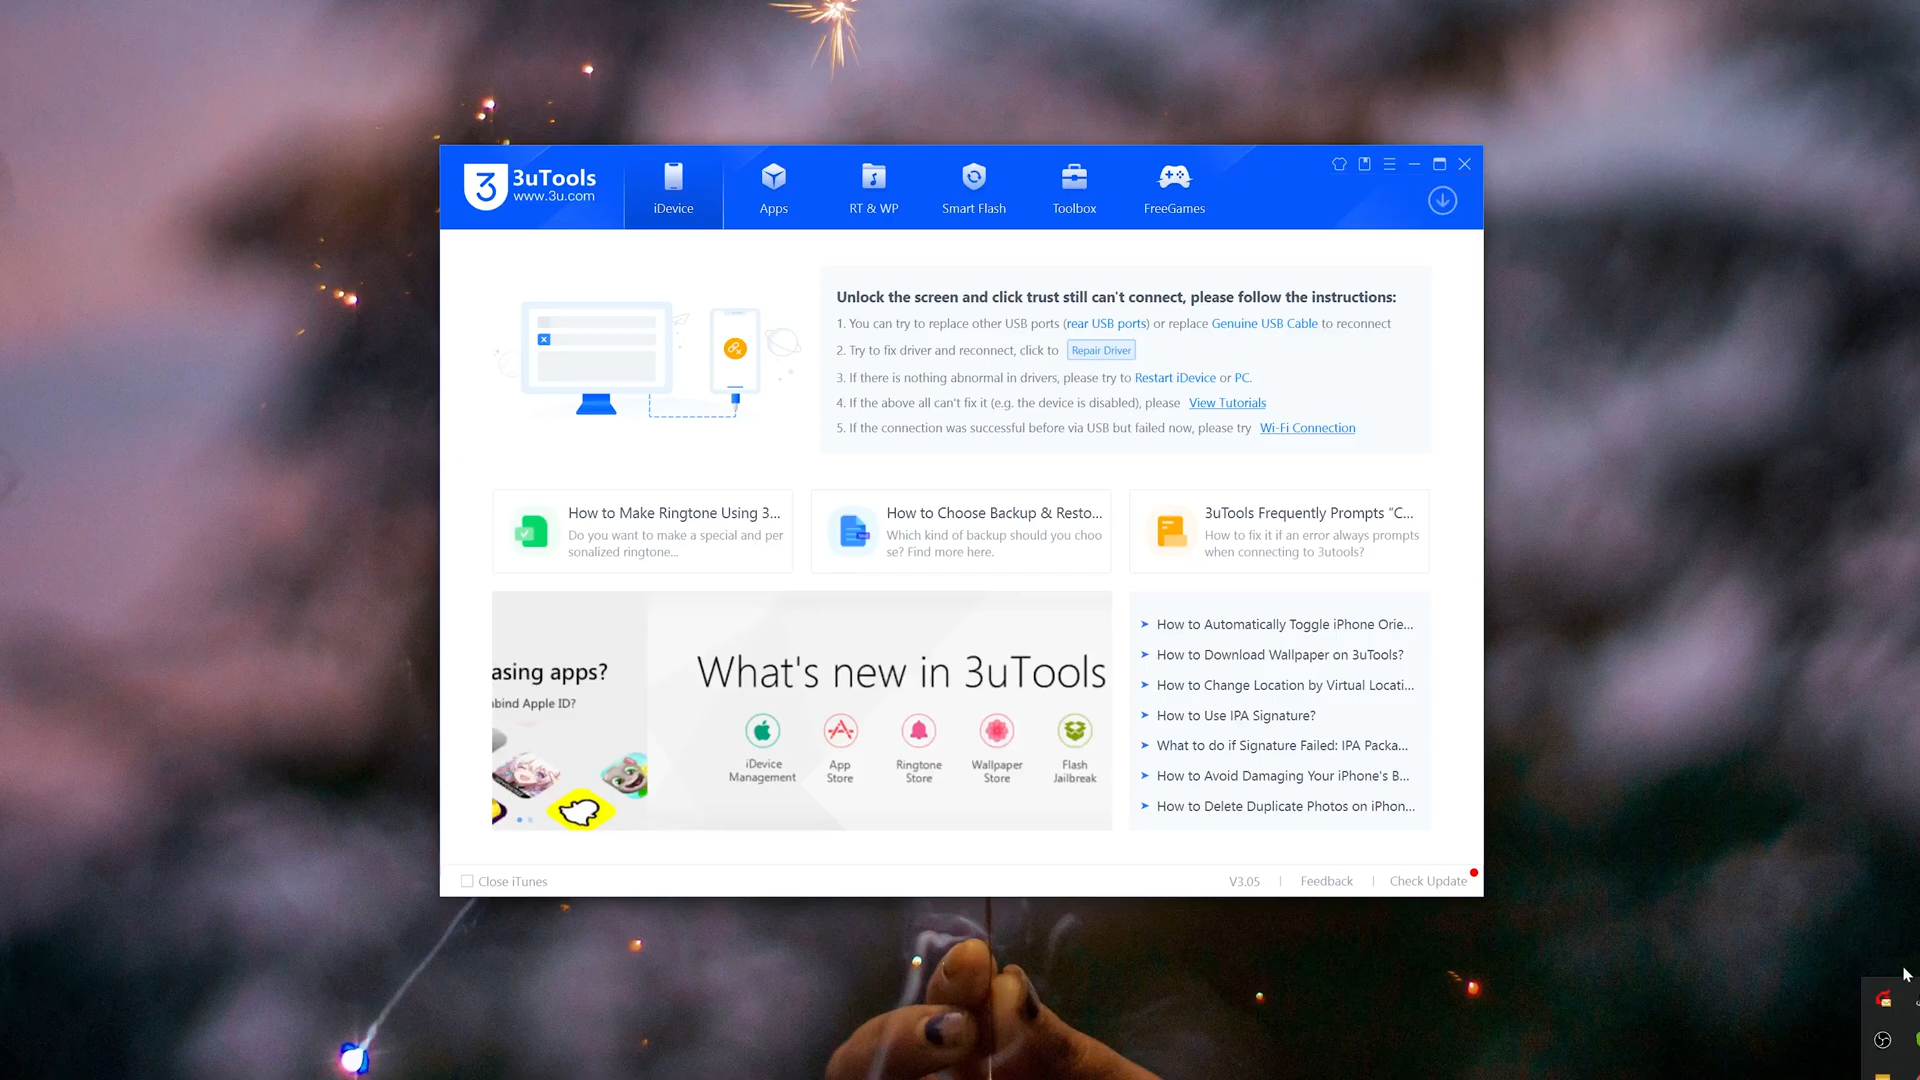 3 3uTools
www.3u.com
iDevice
Apps
RT & WP
Smart Flash
Toolbox
FreeGames
Unlock the screen and click trust still can't connect, please follow the instructions:
1. You can try to replace other USB ports (rear USB ports) or replace Genuine USB Cable to reconnect
2. Try to fix driver and reconnect, click to Repair Driver
3. If there is nothing abnormal in drivers, please try to Restart iDevice or PC.
4. If the above all can't fix it (e.g. the device is disabled), please View Tutorials
5. If the connection was successful before via USB but failed now, please try Wi-Fi Connection
How to Make Ringtone Using 3...
Do you want to make a special and per
sonalized ringtone...
How to Choose Backup & Resto...
Which kind of backup should you choo
se? Find more here.
3uTools Frequently Prompts “C...
How to fix it if an error always prompts
when connecting to 3utools?
asing apps?
bind Apple ID?
What's new in 3uTools
iDevice
Management
App
Store
Ringtone
Store
Wallpaper
Store
Flash
Jailbreak
How to Automatically Toggle iPhone Orie...
How to Download Wallpaper on 3uTools?
How to Change Location by Virtual Locati...
How to Use IPA Signature?
What to do if Signature Failed: IPA Packa...
How to Avoid Damaging Your iPhone's B...
How to Delete Duplicate Photos on iPhon...
Close iTunes
V3.05
Feedback
Check Update